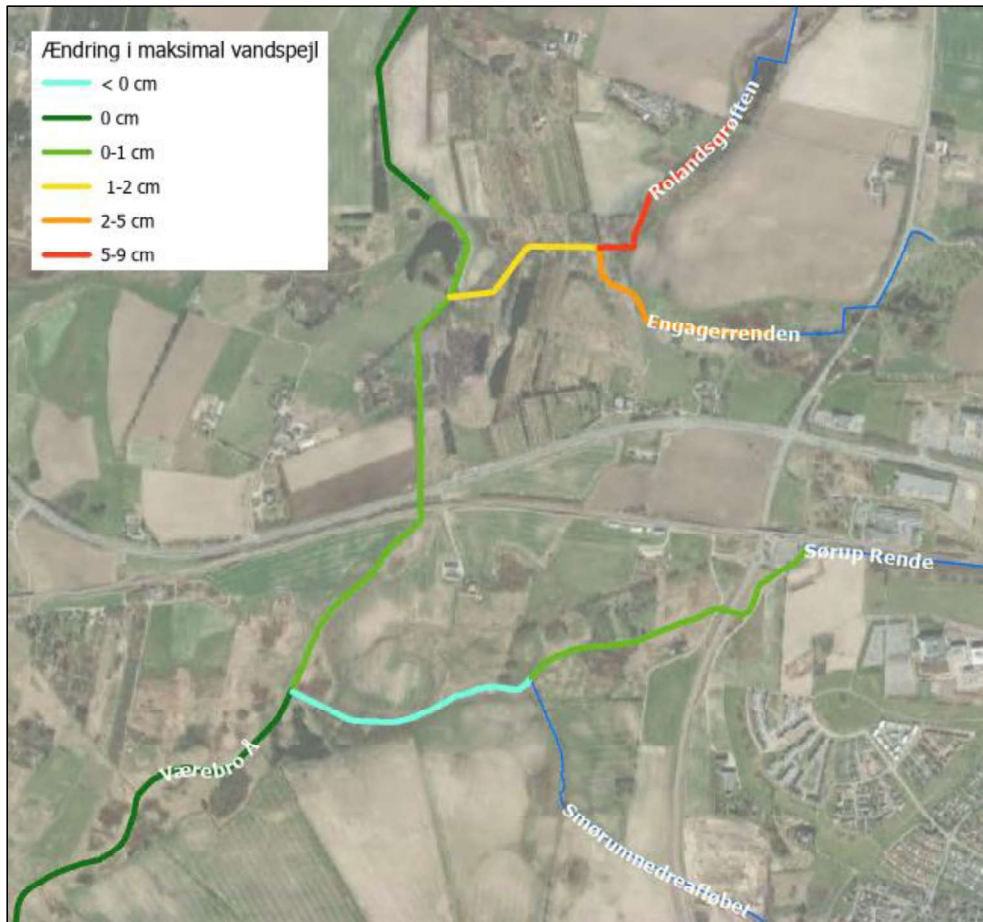 Ændring i maksimal vandspejl
< 0 cm
0 cm
0-1 cm
1-2 cm
2-5 cm
5-9 cm
Rolandsgrøften
Engagerrenden
Sørup Rende
Værebro Å
Smørumnedreafløbet